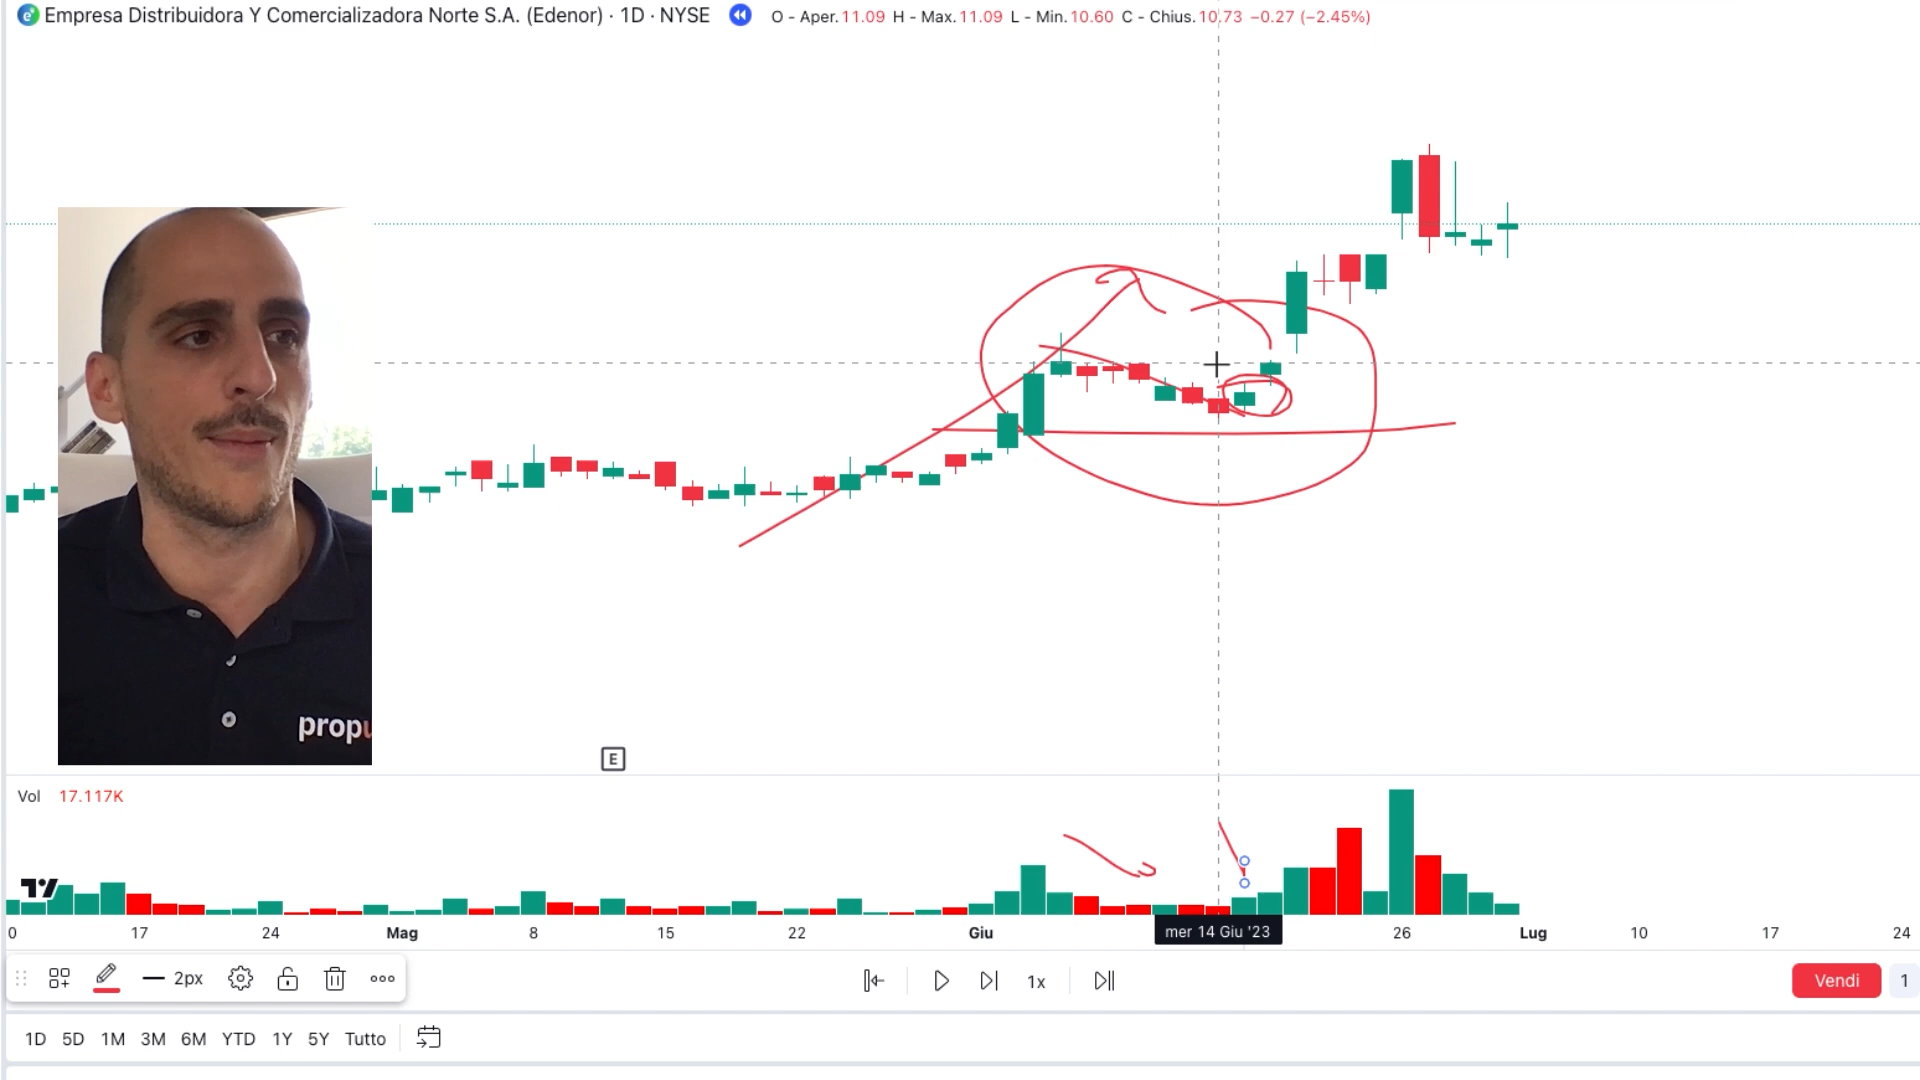 Empresa Distribuidora Y Comercializadora Norte S.A. (Edenor) · 1D · NYSE O - Aper.11.09 H - Max.11.09 L - Min.10.60 C - Chius.10.73 −0.27 (−2.45%)
propu
E
Vol 17.117K
0 17 24 Mag 8 15 22 Giu mer 14 Giu '23 26 Lug 10 17 24
2px 1x Vendi 1
1D 5D 1M 3M 6M YTD 1Y 5Y Tutto